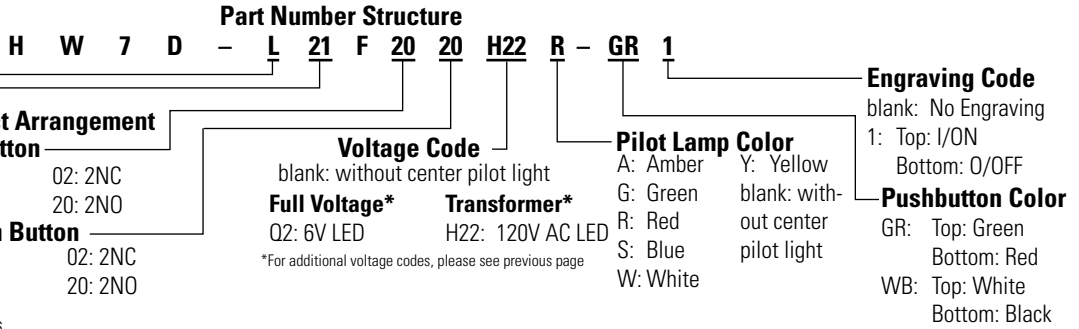 Part Number Structure
H W 7 D – L 21 F 20 20 H22 R – GR 1
Engraving Code
blank: No Engraving
1: Top: I/ON
Bottom: O/OFF
Pushbutton Color
GR: Top: Green
Bottom: Red
WB: Top: White
Bottom: Black
Pilot Lamp Color
A: Amber Y: Yellow
G: Green blank: with-
R: Red out center
S: Blue pilot light
W: White
Voltage Code
blank: without center pilot light
Full Voltage* Transformer*
Q2: 6V LED H22: 120V AC LED
*For additional voltage codes, please see previous page
Arrangement
02: 2NC
20: 2NO
Button
02: 2NC
20: 2NO